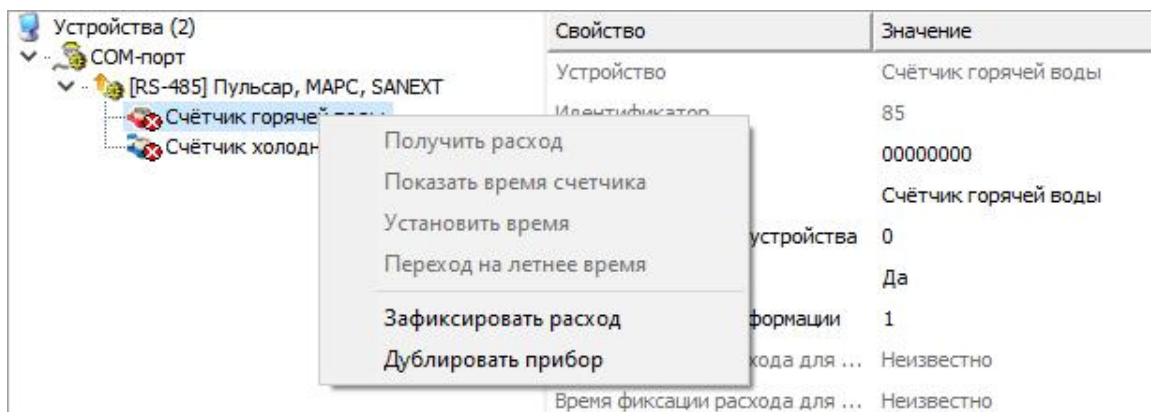 Устройства (2)
COM-порт
[RS-485] Пульсар, МАРС, SANEXT
Счётчик горячей
Счётчик
Получить расход
Показать время счетчика
Установить время
Переход на летнее время
Зафиксировать расход
Дублировать прибор
Свойство Значение
Устройство Счётчик горячей воды
Идентификатор 85
00000000
Счётчик горячей воды
устройства 0
Да
формации 1
хода для ... Неизвестно
Время фиксации расхода для ... Неизвестно